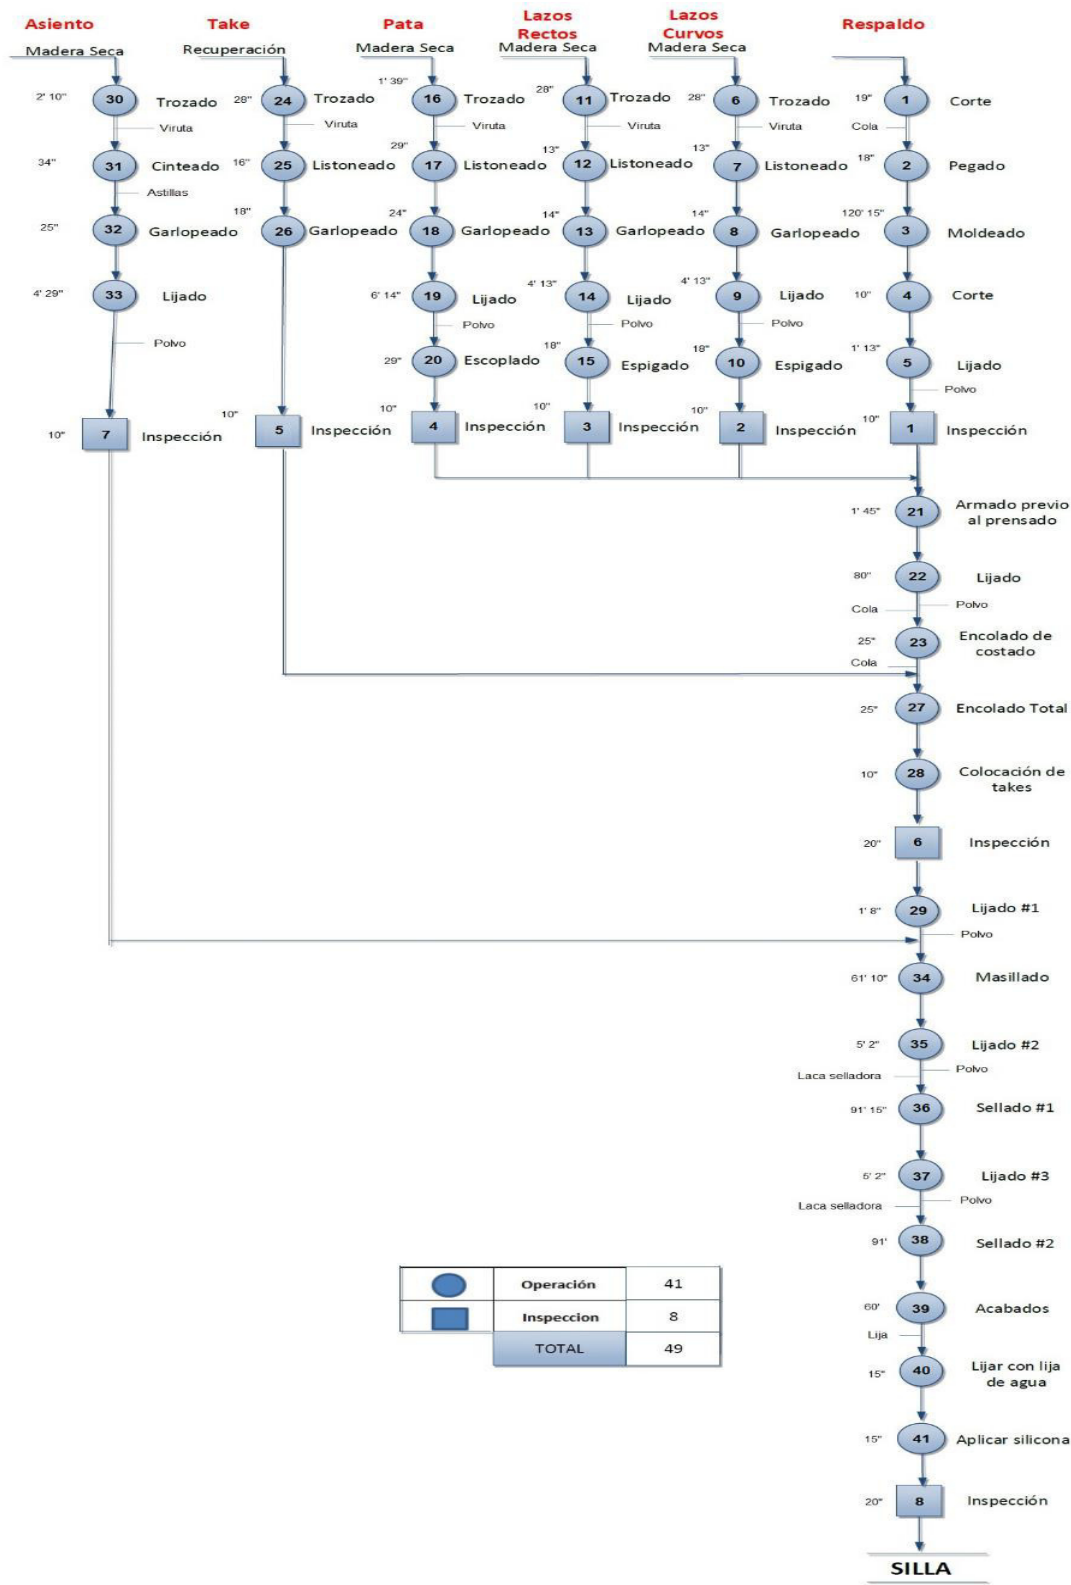 Asiento
Take
Pata
Lazos
Rectos
Lazos
Curvos
Respaldo
Madera Seca
Recuperación
Madera Seca
Madera Seca
Madera Seca
2' 10"
30
Trozado
28"
24
Trozado
1' 39"
16
Trozado
28"
11
Trozado
28"
6
Trozado
19"
1
Corte
Viruta
Viruta
Viruta
Viruta
Viruta
Cola
34"
31
Cinteado
16"
25
Listoneado
29"
17
Listoneado
13"
12
Listoneado
13"
7
Listoneado
18"
2
Pegado
Astillas
25"
32
Garlopeado
18"
26
Garlopeado
24"
18
Garlopeado
14"
13
Garlopeado
14"
8
Garlopeado
120' 15"
3
Moldeado
4' 29"
33
Lijado
6' 14"
19
Lijado
4' 13"
14
Lijado
4' 13"
9
Lijado
10"
4
Corte
Polvo
Polvo
Polvo
Polvo
29"
20
Escoplado
18"
15
Espigado
18"
10
Espigado
1' 13"
5
Lijado
Polvo
10"
7
Inspección
10"
5
Inspección
10"
4
Inspección
10"
3
Inspección
10"
2
Inspección
10"
1
Inspección
1' 45"
21
Armado previo
al prensado
80"
22
Lijado
Cola
Polvo
25"
23
Encolado de
costado
Cola
25"
27
Encolado Total
10"
28
Colocación de
takes
20"
6
Inspección
1' 8"
29
Lijado #1
Polvo
61' 10"
34
Masillado
5' 2"
35
Lijado #2
Laca selladora
Polvo
91' 15"
36
Sellado #1
5' 2"
37
Lijado #3
Laca selladora
Polvo
91'
38
Sellado #2
60'
39
Acabados
Lija
15"
40
Lijar con lija
de agua
15"
41
Aplicar silicona
20"
8
Inspección
SILLA
Operación 41
Inspeccion 8
TOTAL 49